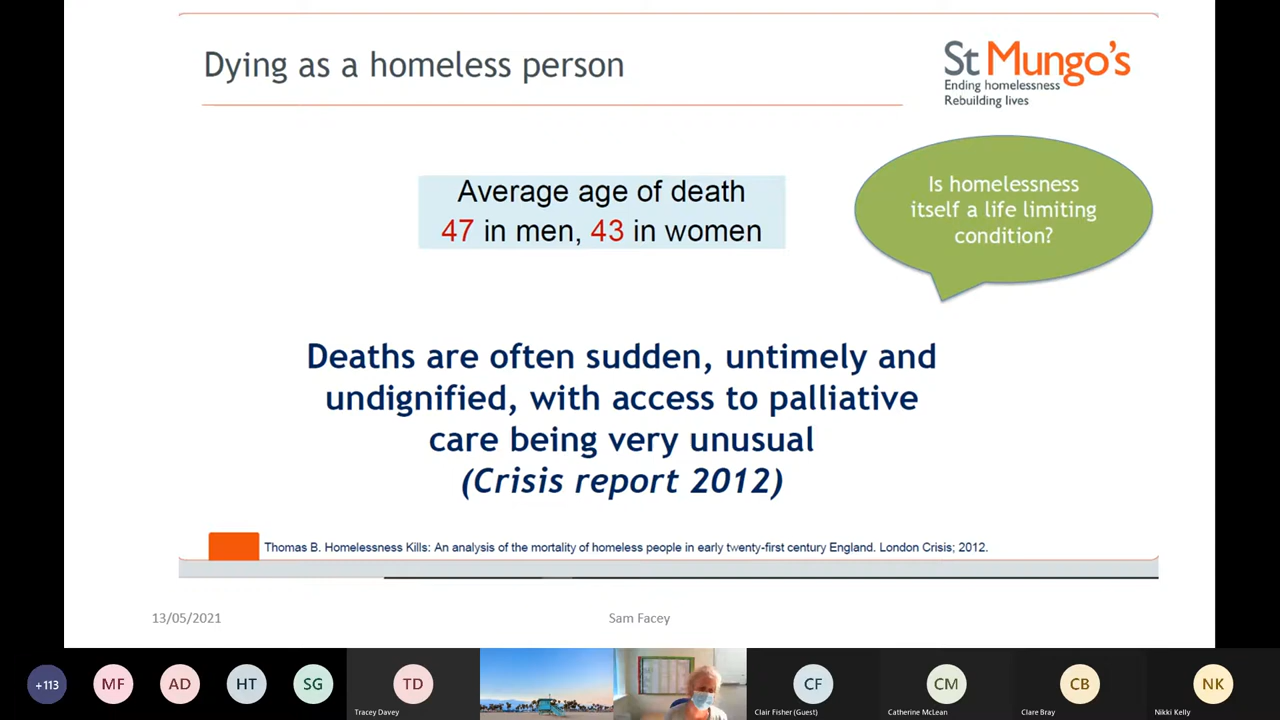 Dying as a homeless person
St Mungo's
Ending homelessness
Rebuilding lives
Average age of death
47 in men, 43 in women
Is homelessness
itself a life limiting
condition?
Deaths are often sudden, untimely and
undignified, with access to palliative
care being very unusual
(Crisis report 2012)
Thomas B. Homelessness Kills: An analysis of the mortality of homeless people in early twenty-first century England. London Crisis; 2012.
13/05/2021
Sam Facey
+113
MF
AD
HT
SG
TD
CF
CM
CB
NK
Tracey Davey
Clair Fisher (Guest)
Catherine McLean
Clare Bray
Nikki Kelly